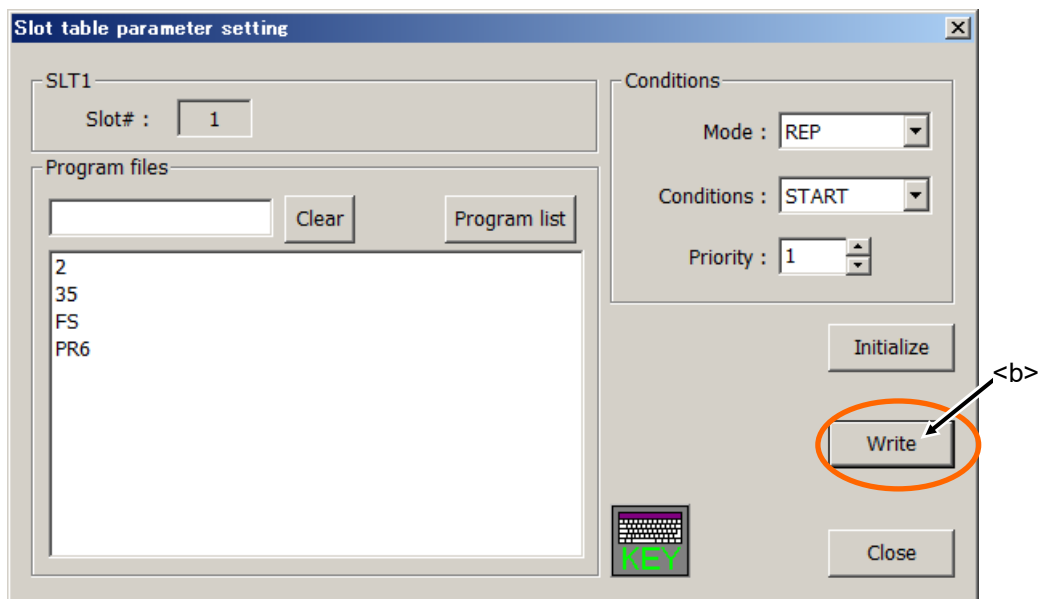 Slot table parameter setting
SLT1
Slot# : 1
Program files
Clear
Program list
2
35
FS
PR6
Conditions
Mode : REP
Conditions : START
Priority : 1
Initialize
<b>
Write
KEY
Close